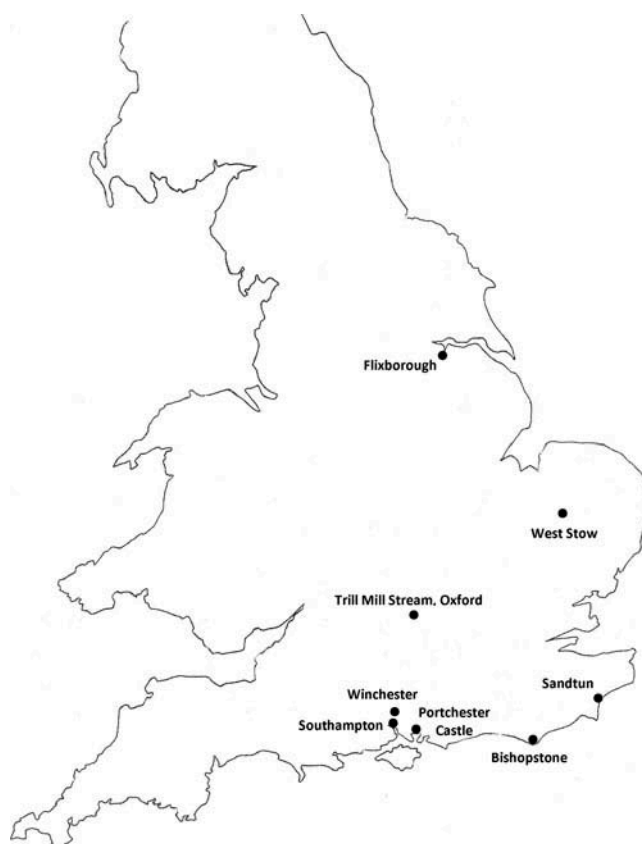 Flixborough
West Stow
Trill Mill Stream, Oxford
Sandtun
Winchester
Southampton
Portchester
Castle
Bishopstone